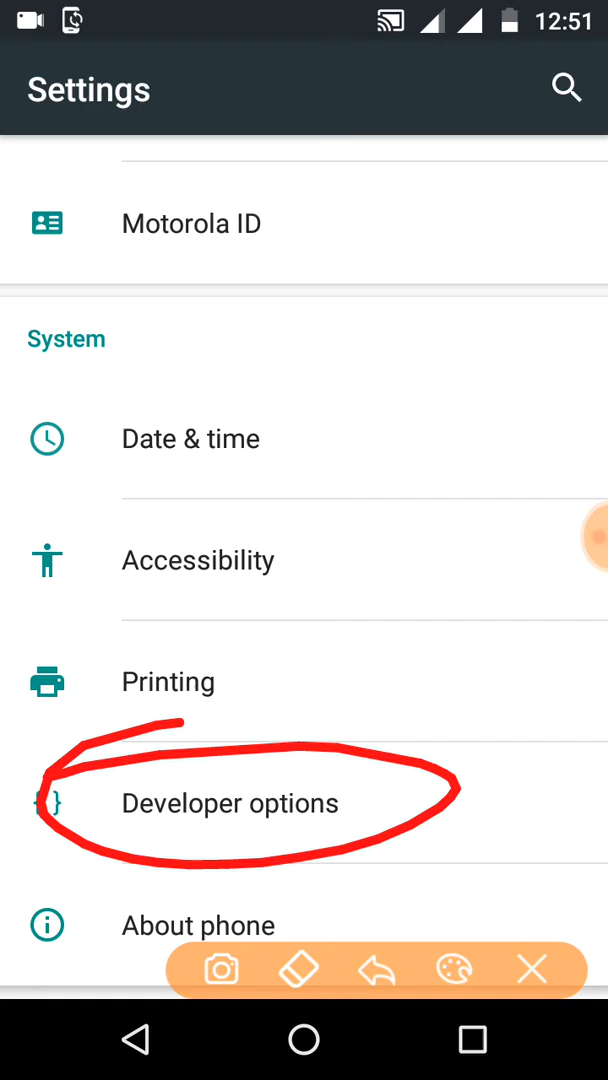 12:51
Settings
Motorola ID
System
Date & time
Accessibility
Printing
Developer options
About phone